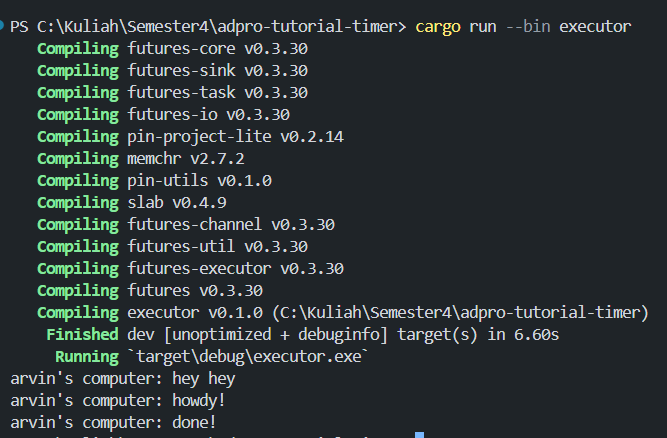 PS C:\Kuliah\Semester4\adpro-tutorial-timer> cargo run --bin executor
Compiling futures-core v0.3.30
Compiling futures-sink v0.3.30
Compiling futures-task v0.3.30
Compiling futures-io v0.3.30
Compiling pin-project-lite v0.2.14
Compiling memchr v2.7.2
Compiling pin-utils v0.1.0
Compiling slab v0.4.9
Compiling futures-channel v0.3.30
Compiling futures-util v0.3.30
Compiling futures-executor v0.3.30
Compiling futures v0.3.30
Compiling executor v0.1.0 (C:\Kuliah\Semester4\adpro-tutorial-timer)
Finished dev [unoptimized + debuginfo] target(s) in 6.60s
Running `target\debug\executor.exe`
arvin's computer: hey hey
arvin's computer: howdy!
arvin's computer: done!